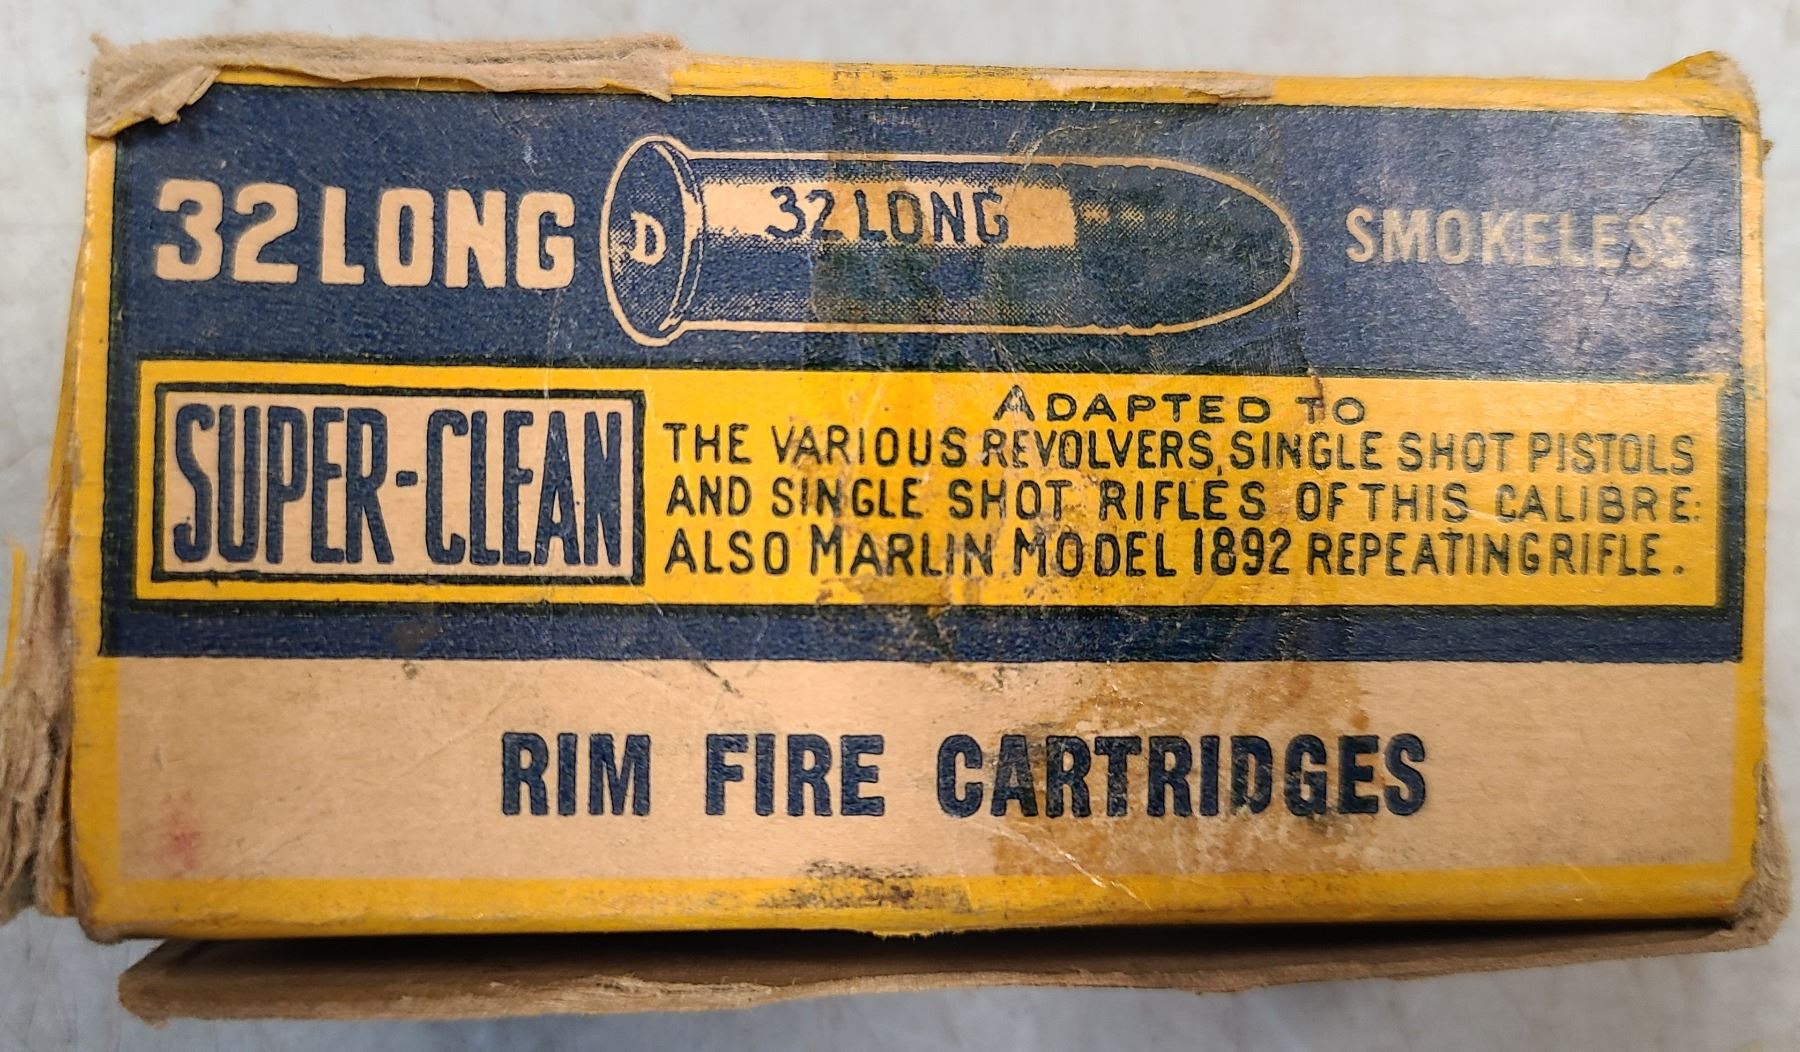 32 LONG
D
32 LONG
SMOKELESS
SUPER-CLEAN
ADAPTED TO
THE VARIOUS REVOLVERS, SINGLE SHOT PISTOLS
AND SINGLE SHOT RIFLES OF THIS CALIBRE:
ALSO MARLIN MODEL 1892 REPEATING RIFLE.
RIM FIRE CARTRIDGES